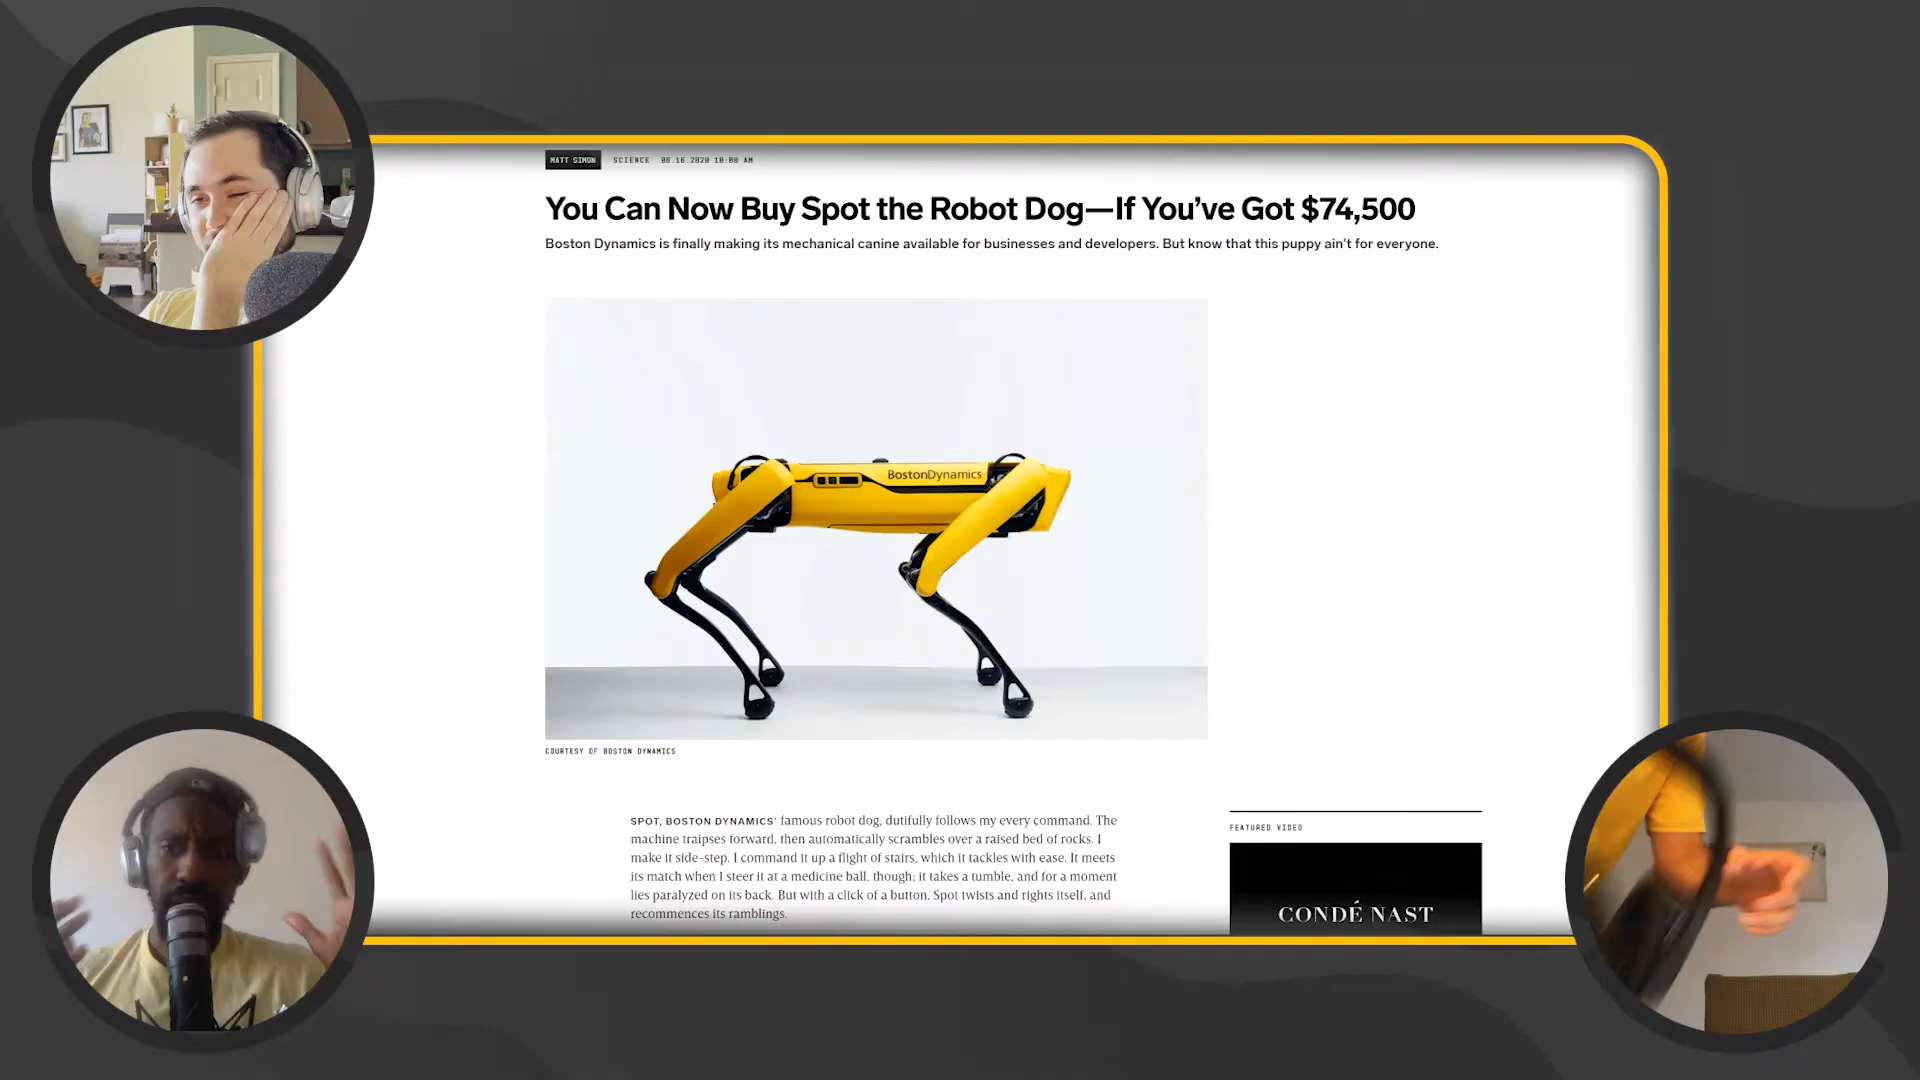 MATT SIMON SCIENCE 06.16.2020 10:00 AM
You Can Now Buy Spot the Robot Dog—If You've Got $74,500
Boston Dynamics is finally making its mechanical canine available for businesses and developers. But know that this puppy ain't for everyone.
BostonDynamics
COURTESY OF BOSTON DYNAMICS
SPOT, BOSTON DYNAMICS' famous robot dog, dutifully follows my every command. The
machine traipses forward, then automatically scrambles over a raised bed of rocks. I
make it side-step. I command it up a flight of stairs, which it tackles with ease. It meets
its match when I steer it at a medicine ball, though; it takes a tumble, and for a moment
lies paralyzed on its back. But with a click of a button, Spot twists and rights itself, and
recommences its ramblings.
FEATURED VIDEO
CONDÉ NAST